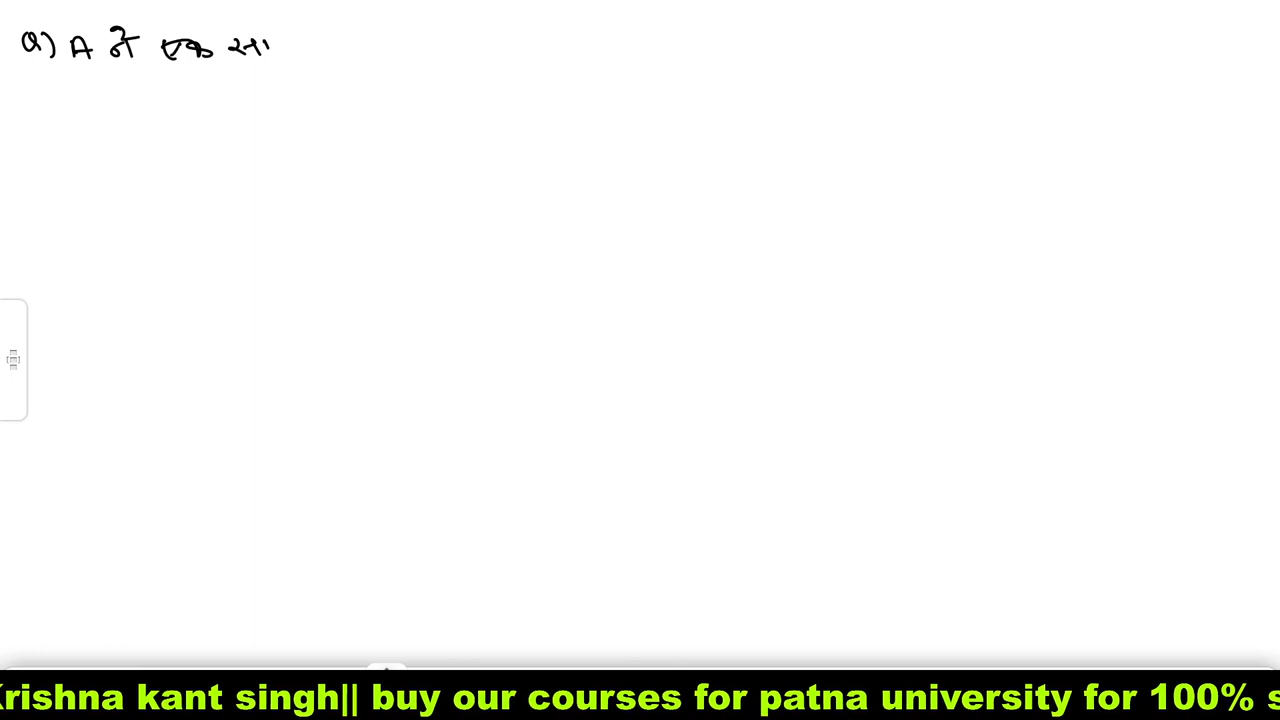 Q) A ने एक
Krishna kant singh|| buy our courses for patna university for 100% s